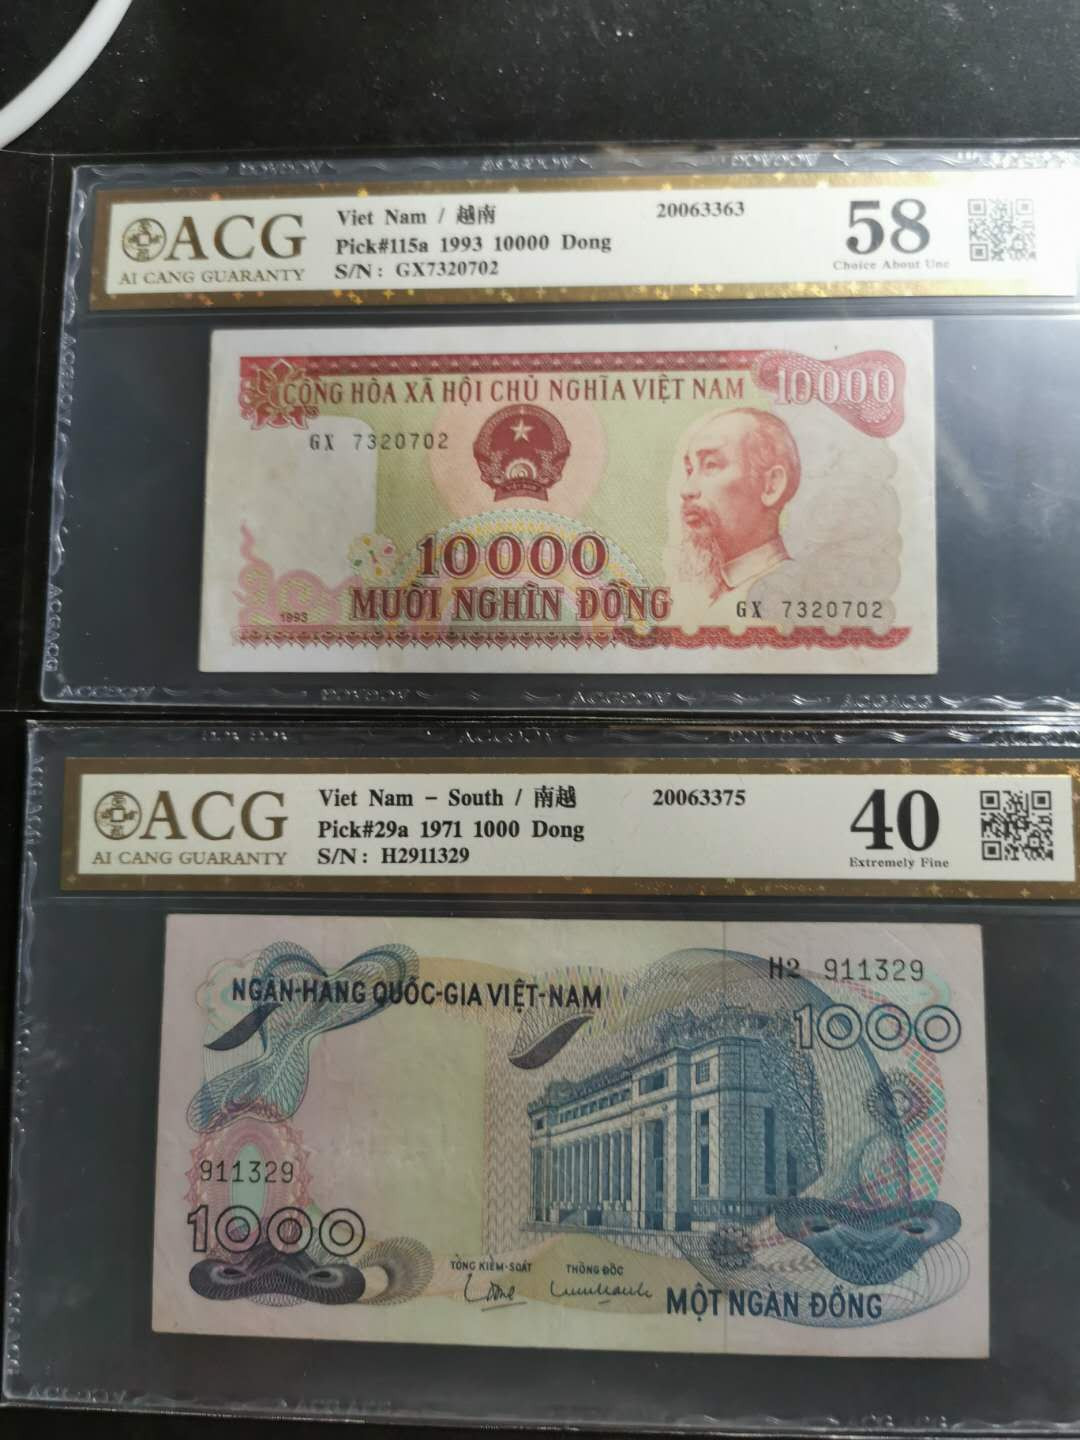 ACG
AI CANG GUARANTY
Viet Nam / 越南
Pick#115a 1993 10000 Dong
S/N: GX7320702
20063363
58
Choice About Unc
CỘNG HÒA XÃ HỘI CHỦ NGHĨA VIỆT NAM
10000
GX 7320702
VIỆT NAM
10000
MƯỜI NGHÌN ĐỒNG
1993
GX 7320702
ACG
AI CANG GUARANTY
Viet Nam - South / 南越
Pick#29a 1971 1000 Dong
S/N: H2911329
20063375
40
Extremely Fine
NGÂN-HÀNG QUỐC-GIA VIỆT-NAM
H2 911329
1000
911329
1000
TỔNG KIỂM-SOÁT
THỐNG ĐỐC
MỘT NGÀN ĐỒNG